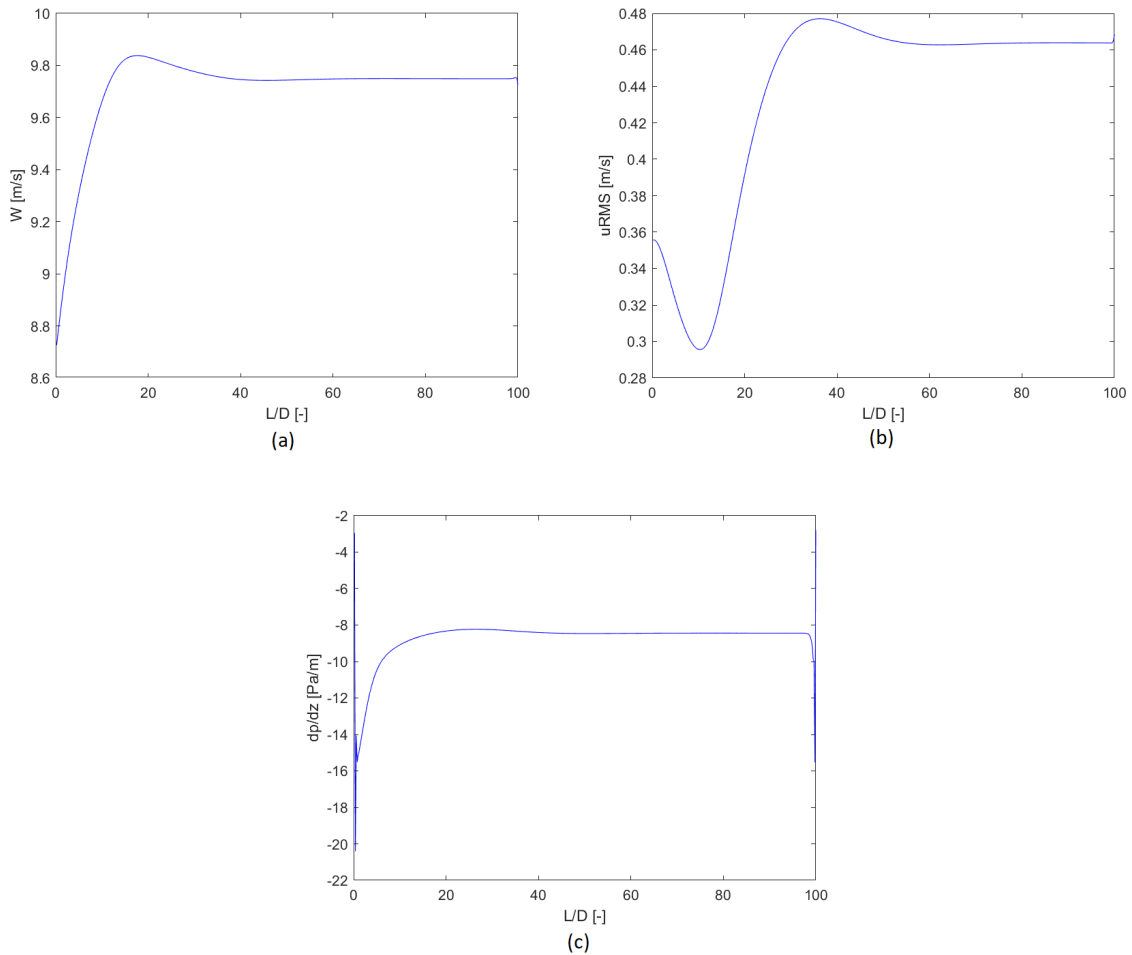 10
9.8
9.6
9.4
9.2
9
8.8
8.6
W [m/s]
0 20 40 60 80 100
L/D [-]
(a)
0.48
0.46
0.44
0.42
0.4
0.38
0.36
0.34
0.32
0.3
0.28
uRMS [m/s]
0 20 40 60 80 100
L/D [-]
(b)
-2
-4
-6
-8
-10
-12
-14
-16
-18
-20
-22
dp/dz [Pa/m]
0 20 40 60 80 100
L/D [-]
(c)